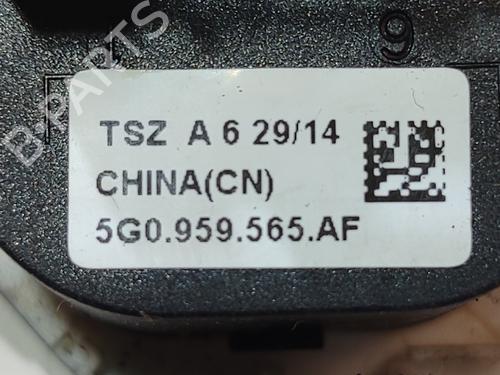 B-PARTS
9
TSZ A 6 29/14
CHINA(CN)
5G0.959.565.AF